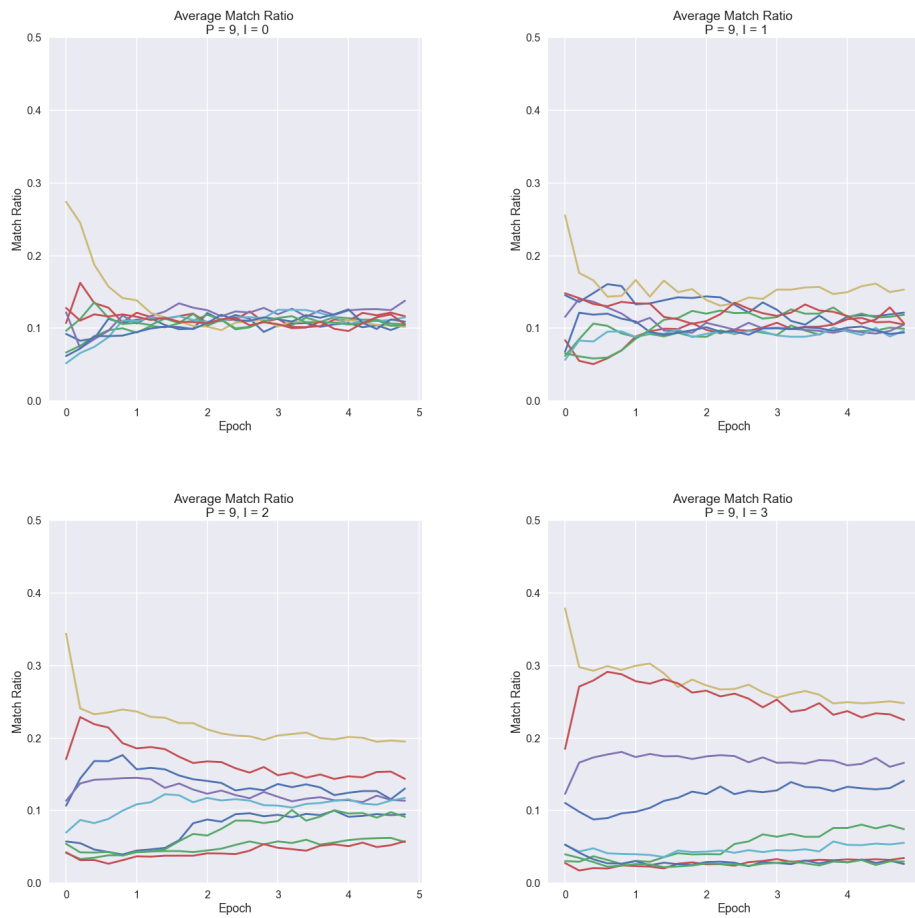 Average Match Ratio
P = 9, I = 0
0.5
0.4
0.3
0.2
0.1
0.0
Match Ratio
0 1 2 3 4 5
Epoch
Average Match Ratio
P = 9, I = 1
0.5
0.4
0.3
0.2
0.1
0.0
Match Ratio
0 1 2 3 4
Epoch
Average Match Ratio
P = 9, I = 2
0.5
0.4
0.3
0.2
0.1
0.0
Match Ratio
0 1 2 3 4 5
Epoch
Average Match Ratio
P = 9, I = 3
0.5
0.4
0.3
0.2
0.1
0.0
Match Ratio
0 1 2 3 4
Epoch